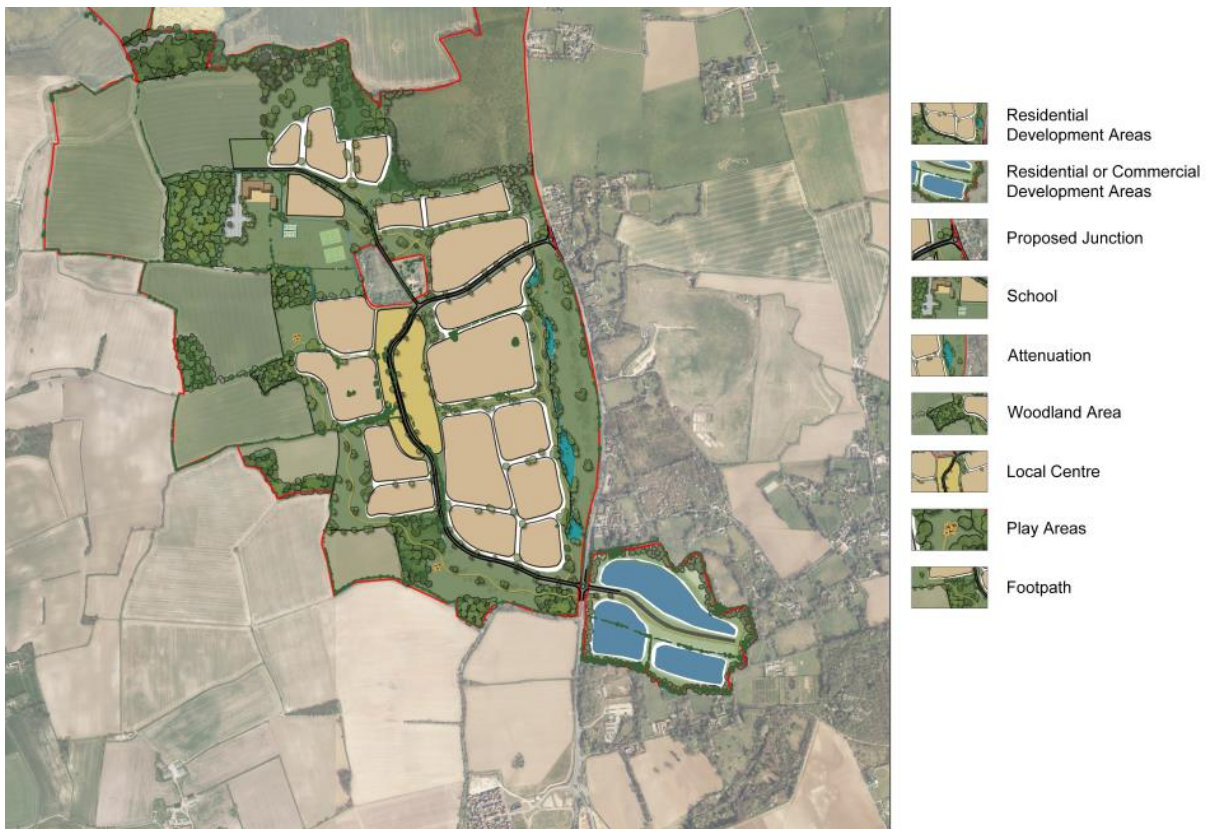 Residential
Development Areas
Residential or Commercial
Development Areas
Proposed Junction
School
Attenuation
Woodland Area
Local Centre
Play Areas
Footpath